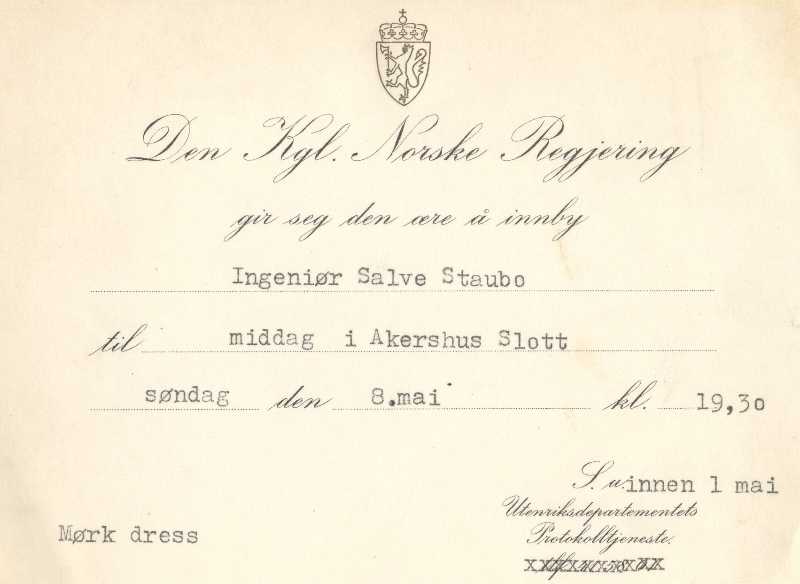 Den Kgl. Norske Regjering
gir seg den ære å innby
Ingeniør Salve Staubo
til middag i Akershus Slott
søndag den 8.mai kl. 19,30
S. u. innen 1 mai
Utenriksdepartementets
Protokolltjeneste.
Mørk dress